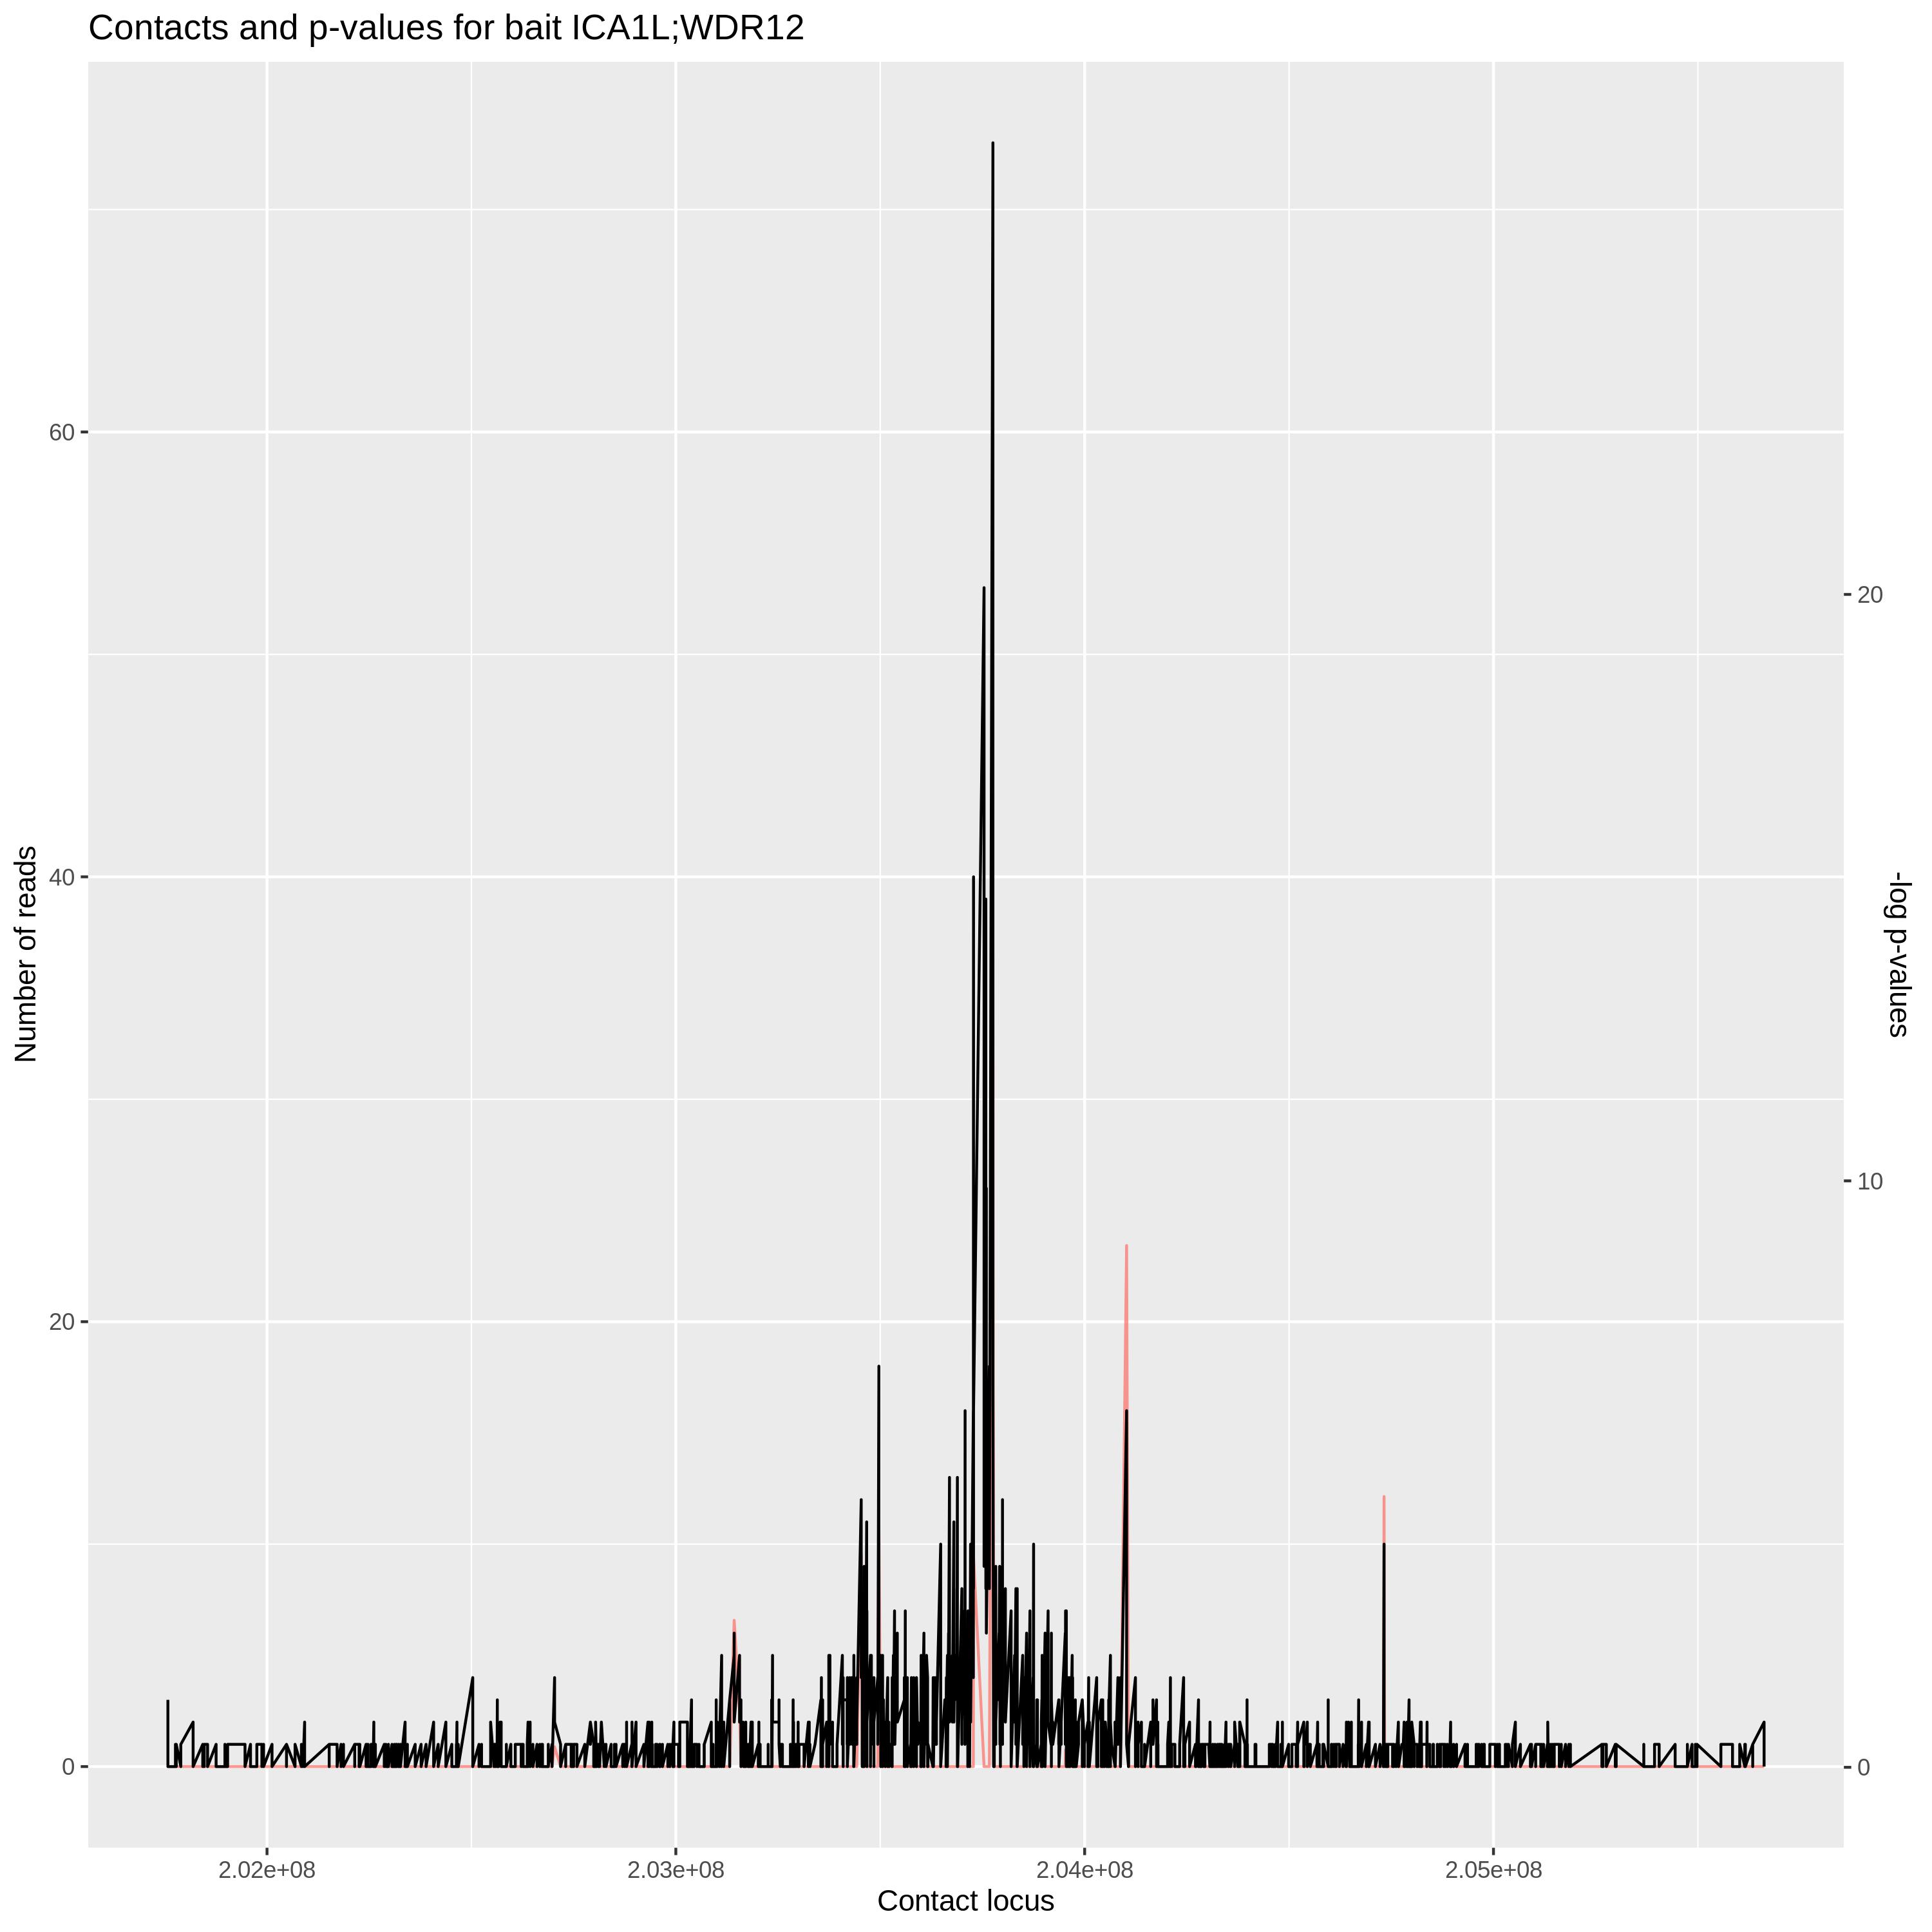 Contacts and p-values for bait ICA1L;WDR12
60
40
20
0
20
10
0
Number of reads
-log p-values
2.02e+08
2.03e+08
2.04e+08
2.05e+08
Contact locus